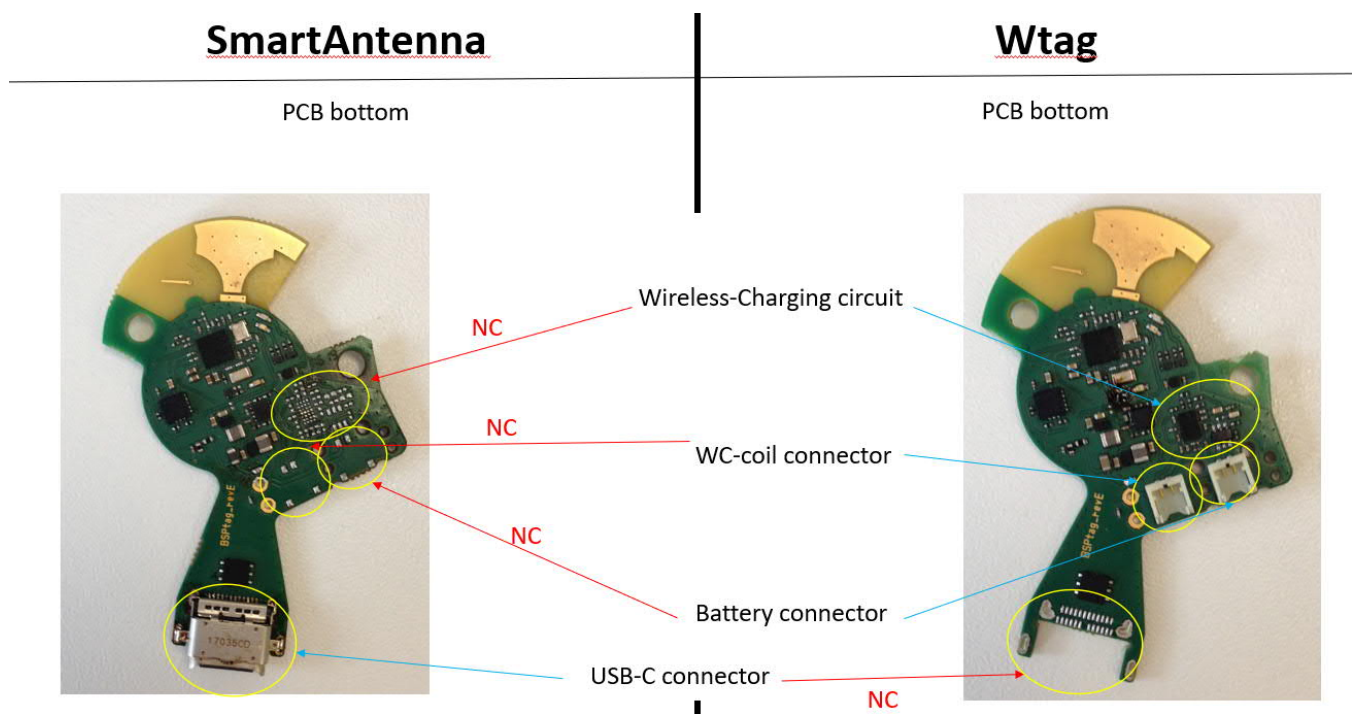 SmartAntenna
Wtag
PCB bottom
PCB bottom
Wireless-Charging circuit
NC
NC
WC-coil connector
NC
Battery connector
USB-C connector
NC
BSPtag_revE
17035CD
BSPtag_revE